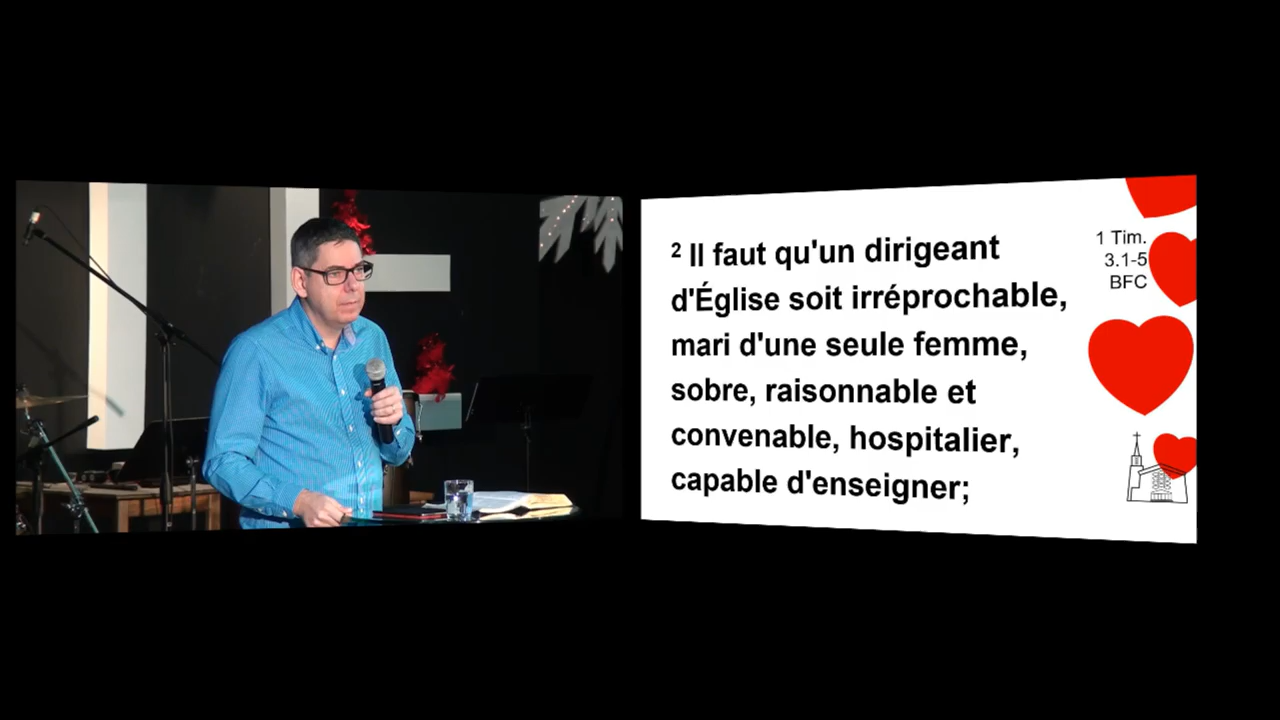 ² Il faut qu'un dirigeant
d'Église soit irréprochable,
mari d'une seule femme,
sobre, raisonnable et
convenable, hospitalier,
capable d'enseigner;
1 Tim.
3.1-5
BFC